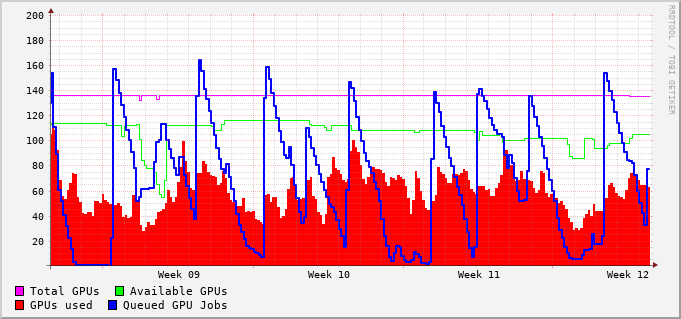 200
180
160
140
120
100
80
60
40
20
Week 09 Week 10 Week 11 Week 12
Total GPUs Available GPUs
GPUs used Queued GPU Jobs
RRDTOOL / TOBI OETIKER